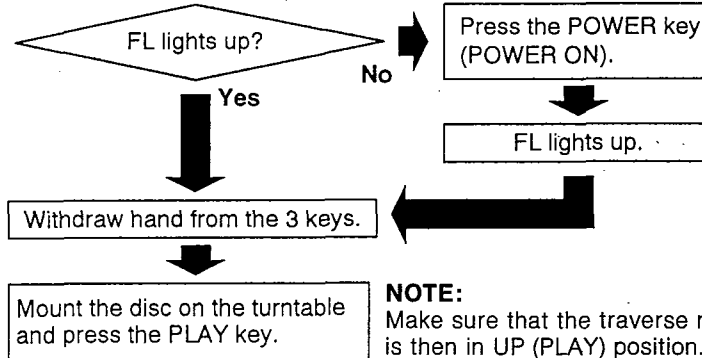 FL lights up?
No
Yes
Press the POWER key
(POWER ON).
FL lights up.
Withdraw hand from the 3 keys.
Mount the disc on the turntable
and press the PLAY key.
NOTE:
Make sure that the traverse
is then in UP (PLAY) position.